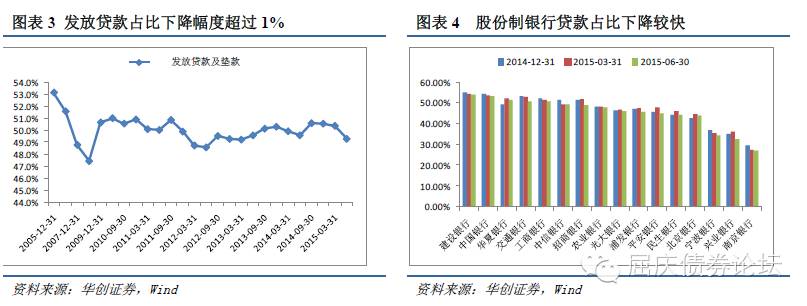 图表 3 发放贷款占比下降幅度超过 1%
发放贷款及垫款
54.0%
53.0%
52.0%
51.0%
50.0%
49.0%
48.0%
47.0%
46.0%
45.0%
44.0%
2005-12-31
2007-12-31
2009-12-31
2010-09-30
2011-03-31
2011-09-30
2012-03-31
2012-09-30
2013-03-31
2013-09-30
2014-03-31
2014-09-30
2015-03-31
资料来源：华创证券，Wind
图表 4 股份制银行贷款占比下降较快
2014-12-31 2015-03-31 2015-06-30
60.00%
50.00%
40.00%
30.00%
20.00%
10.00%
0.00%
建设银行
中国银行
华夏银行
交通银行
工商银行
中信银行
招商银行
农业银行
光大银行
浦发银行
平安银行
民生银行
北京银行
宁波银行
兴业银行
南京银行
资料来源：华创证券，Wind
屈庆债券论坛